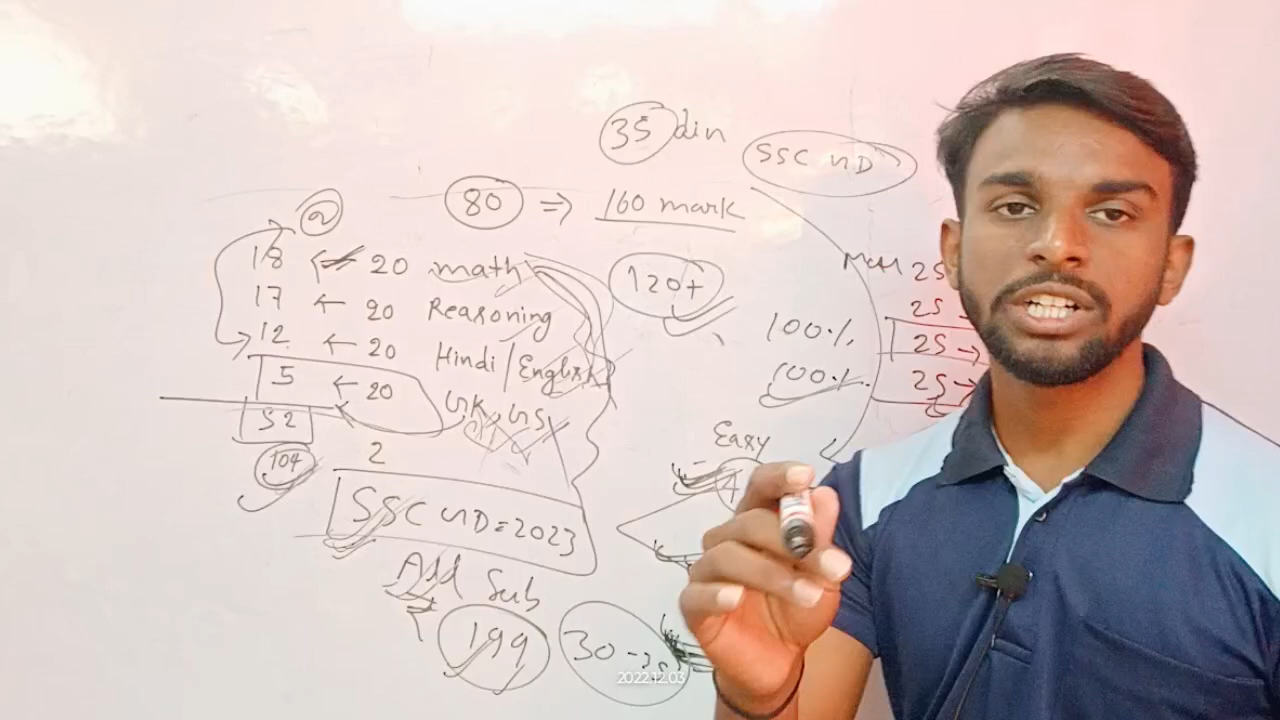 35 din
SSC GD
80 ⇒ 160 mark
18 ← 20 math
17 ← 20 Reasoning
12 ← 20 Hindi/English
5 ← 20 GK, GS
52
104
2
120+
Math 25
25
25 →
25 →
100%
100%
Easy
SSC GD = 2023
All Sub
199
30-35
2022.12.03